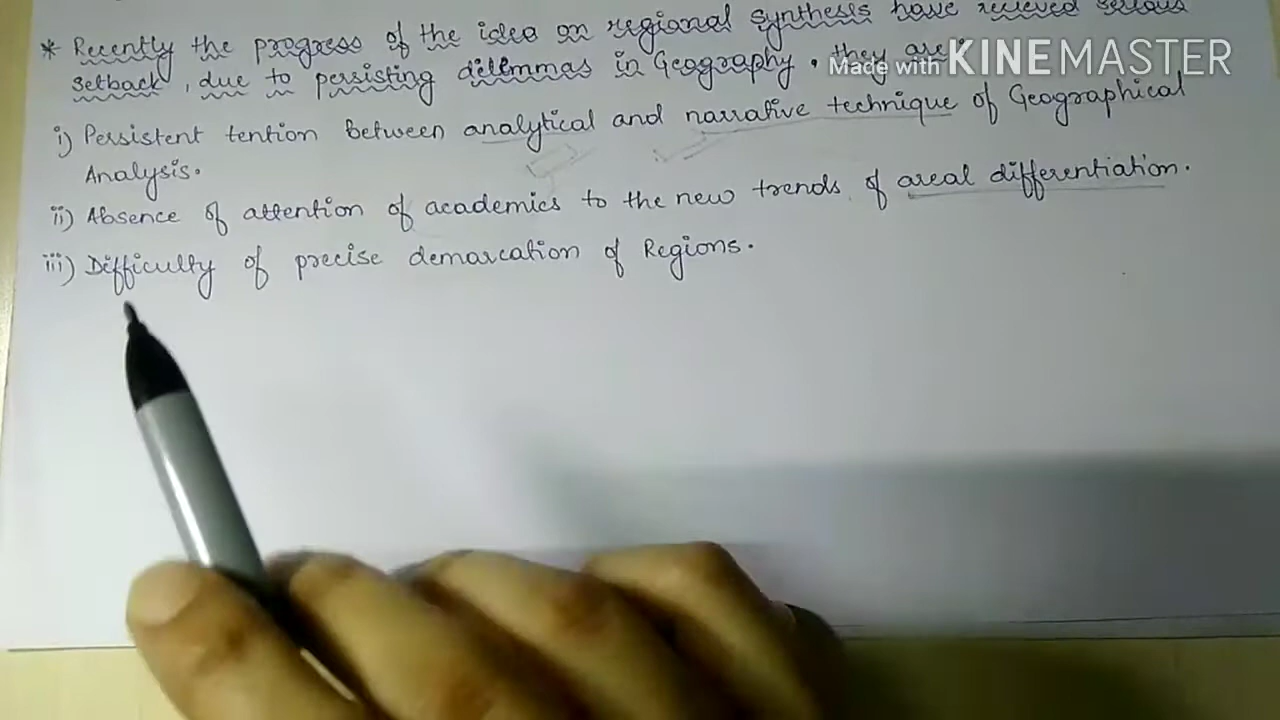 * Recently the progress of the idea on regional synthesis have recieved serious
setback, due to persisting dilemmas in Geography. they are
Made with KINEMASTER
i) Persistent tention between analytical and narrative technique of Geographical
Analysis.
ii) Absence of attention of academics to the new trends of areal differentiation.
iii) Difficulty of precise demarcation of Regions.